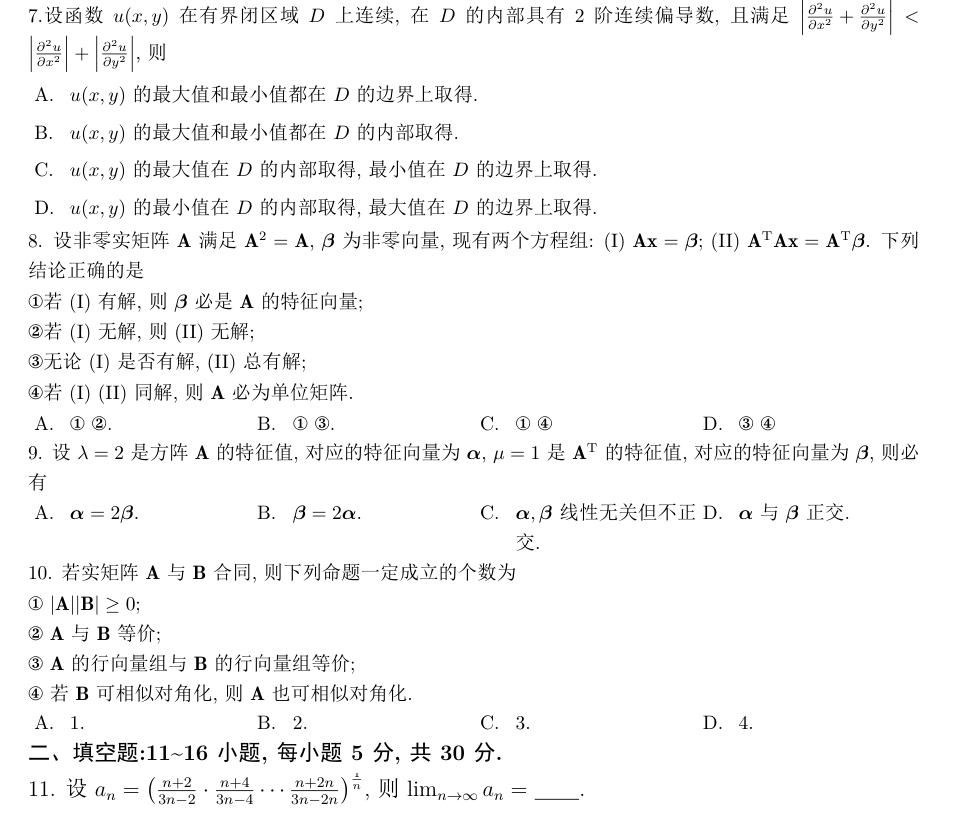 7.设函数 u(x, y) 在有界闭区域 D 上连续, 在 D 的内部具有 2 阶连续偏导数, 且满足 |∂²u/∂x² + ∂²u/∂y²| <
|∂²u/∂x²| + |∂²u/∂y²|, 则
A. u(x, y) 的最大值和最小值都在 D 的边界上取得.
B. u(x, y) 的最大值和最小值都在 D 的内部取得.
C. u(x, y) 的最大值在 D 的内部取得, 最小值在 D 的边界上取得.
D. u(x, y) 的最小值在 D 的内部取得, 最大值在 D 的边界上取得.
8. 设非零实矩阵 A 满足 A² = A, β 为非零向量, 现有两个方程组: (I) Ax = β; (II) AᵀAx = Aᵀβ. 下列
结论正确的是
①若 (I) 有解, 则 β 必是 A 的特征向量;
②若 (I) 无解, 则 (II) 无解;
③无论 (I) 是否有解, (II) 总有解;
④若 (I) (II) 同解, 则 A 必为单位矩阵.
A. ① ②. B. ① ③. C. ① ④ D. ③ ④
9. 设 λ = 2 是方阵 A 的特征值, 对应的特征向量为 α, μ = 1 是 Aᵀ 的特征值, 对应的特征向量为 β, 则必
有
A. α = 2β. B. β = 2α. C. α, β 线性无关但不正 D. α 与 β 正交.
交.
10. 若实矩阵 A 与 B 合同, 则下列命题一定成立的个数为
① |A||B| ≥ 0;
② A 与 B 等价;
③ A 的行向量组与 B 的行向量组等价;
④ 若 B 可相似对角化, 则 A 也可相似对角化.
A. 1. B. 2. C. 3. D. 4.
二、填空题:11~16 小题, 每小题 5 分, 共 30 分.
11. 设 aₙ = ((n+2)/(3n−2) · (n+4)/(3n−4) ··· (n+2n)/(3n−2n))^(1/n), 则 limₙ→∞ aₙ = ____.